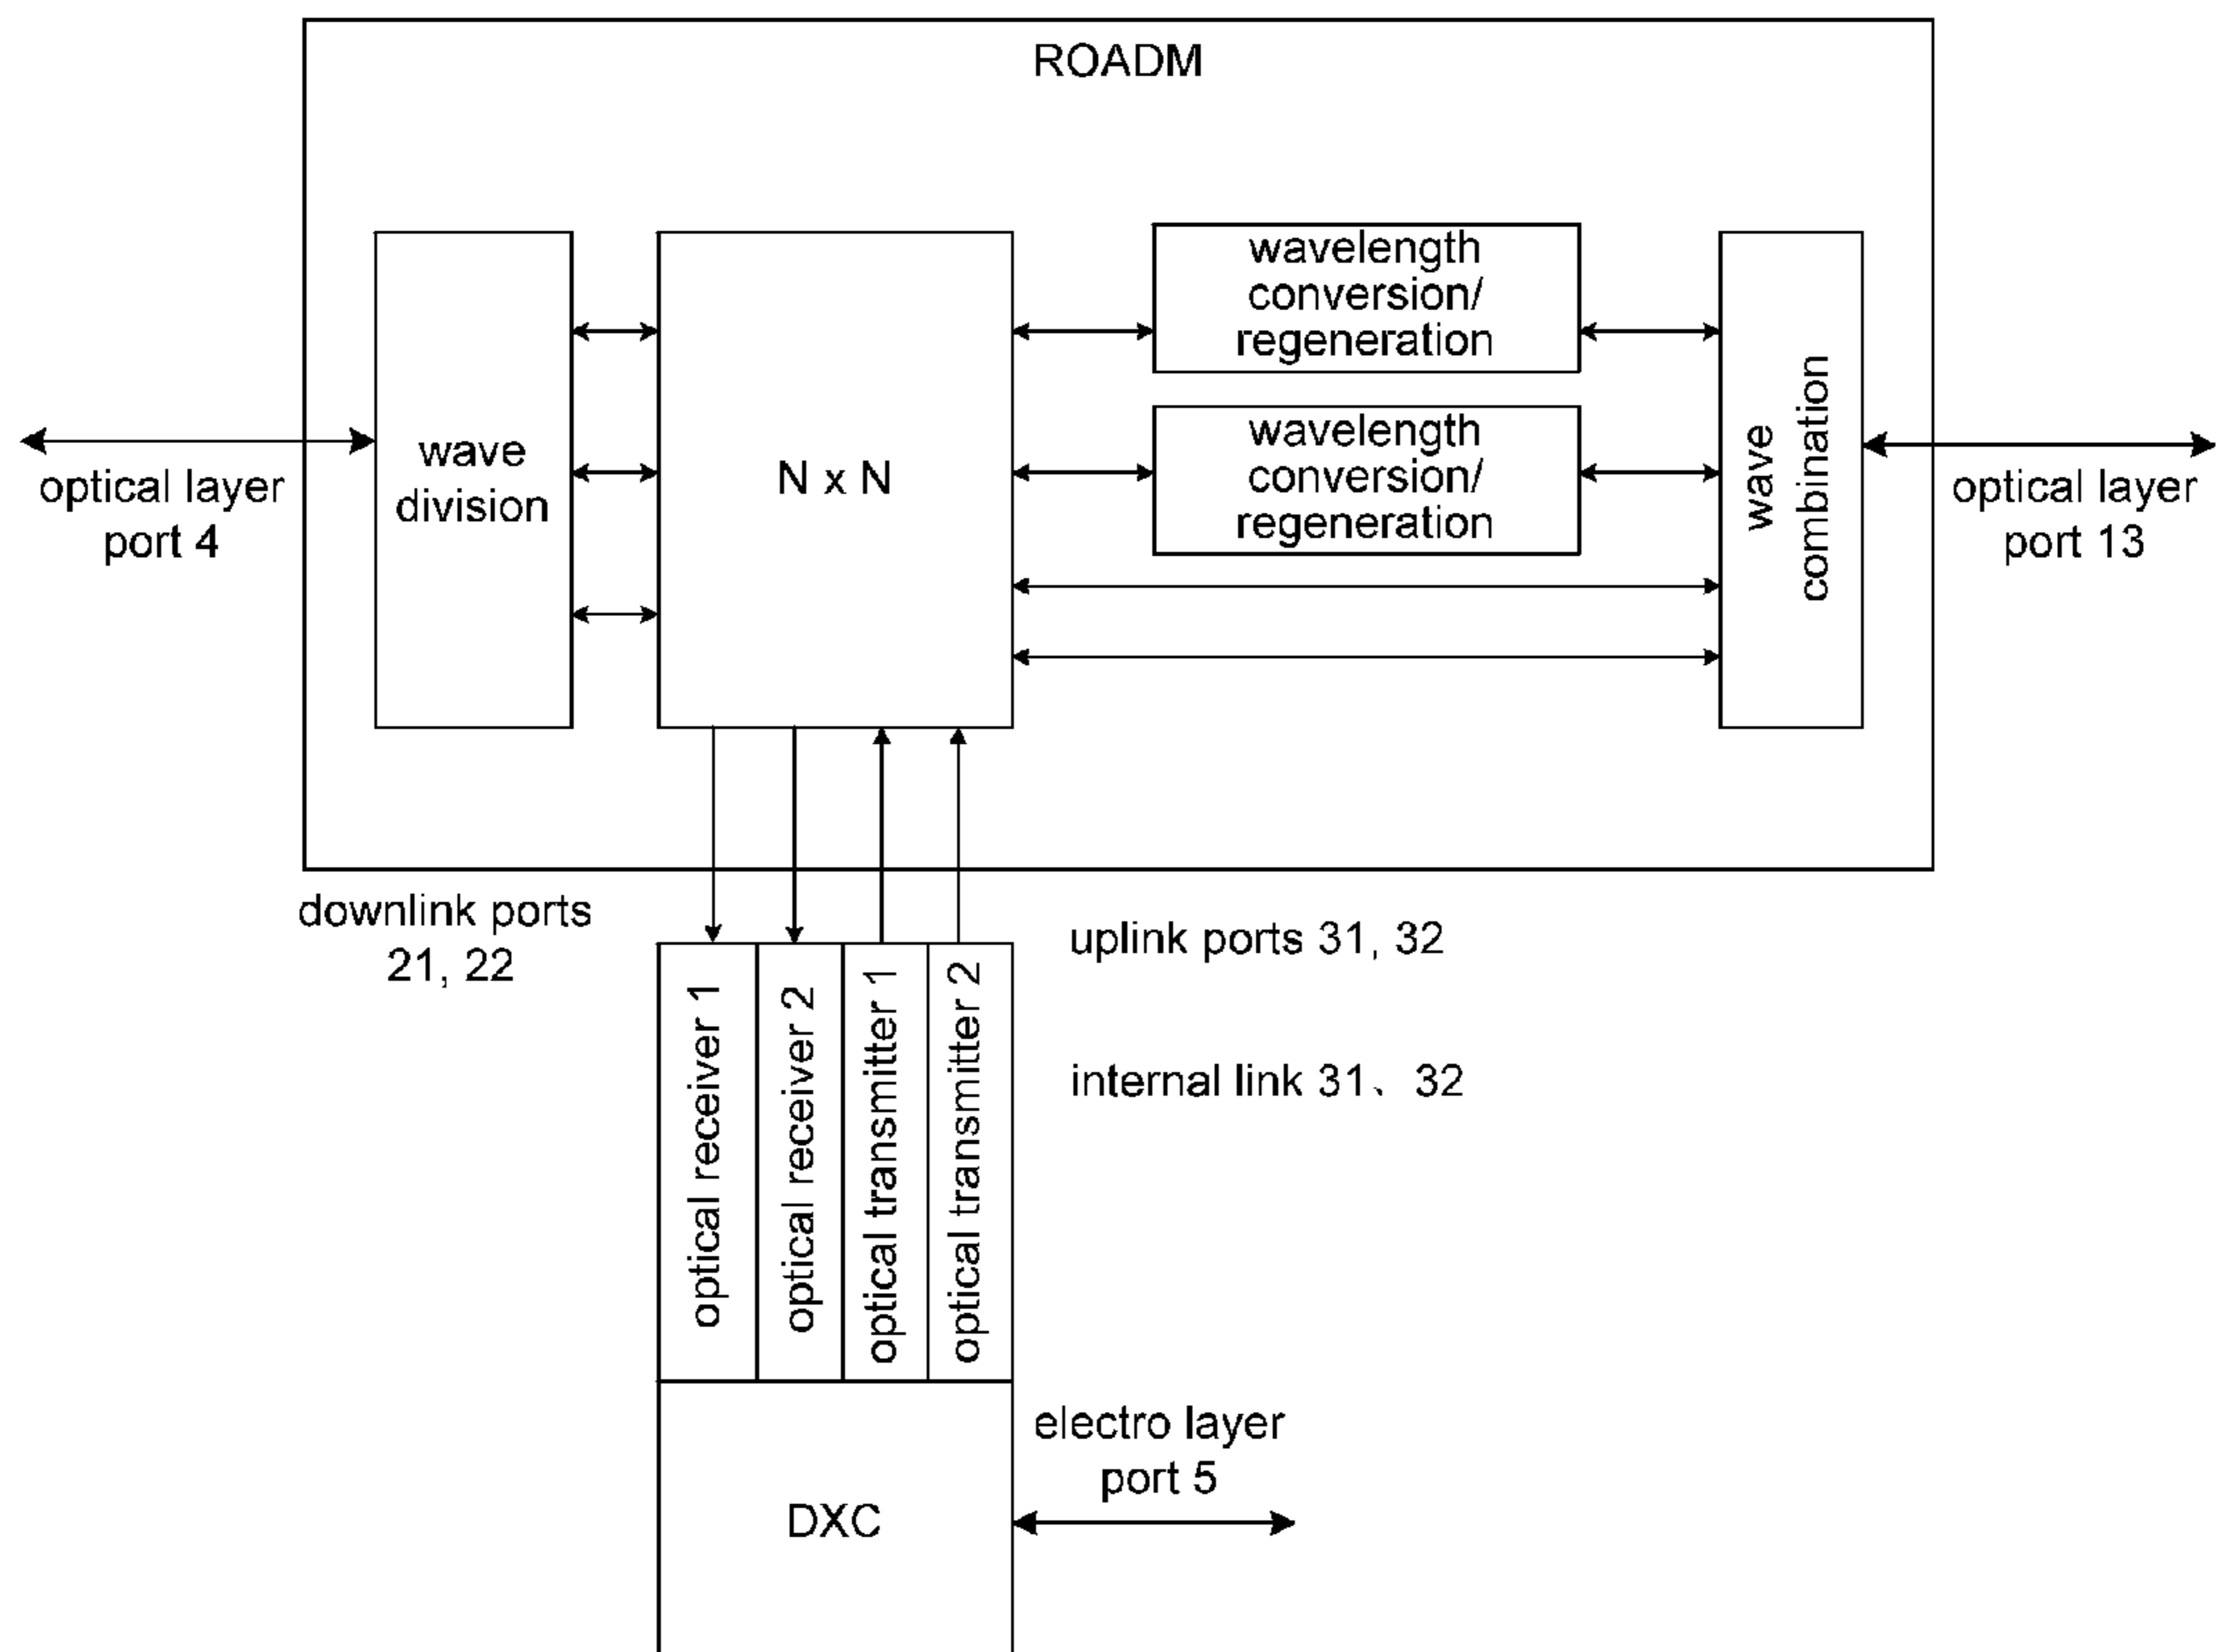 ROADM
wavelength
conversion/
regeneration
wavelength
conversion/
regeneration
wave
division
N x N
wave
combination
optical layer
port 4
optical layer
port 13
downlink ports
21, 22
uplink ports 31, 32
internal link 31、 32
optical receiver 1
optical receiver 2
optical transmitter 1
optical transmitter 2
electro layer
port 5
DXC